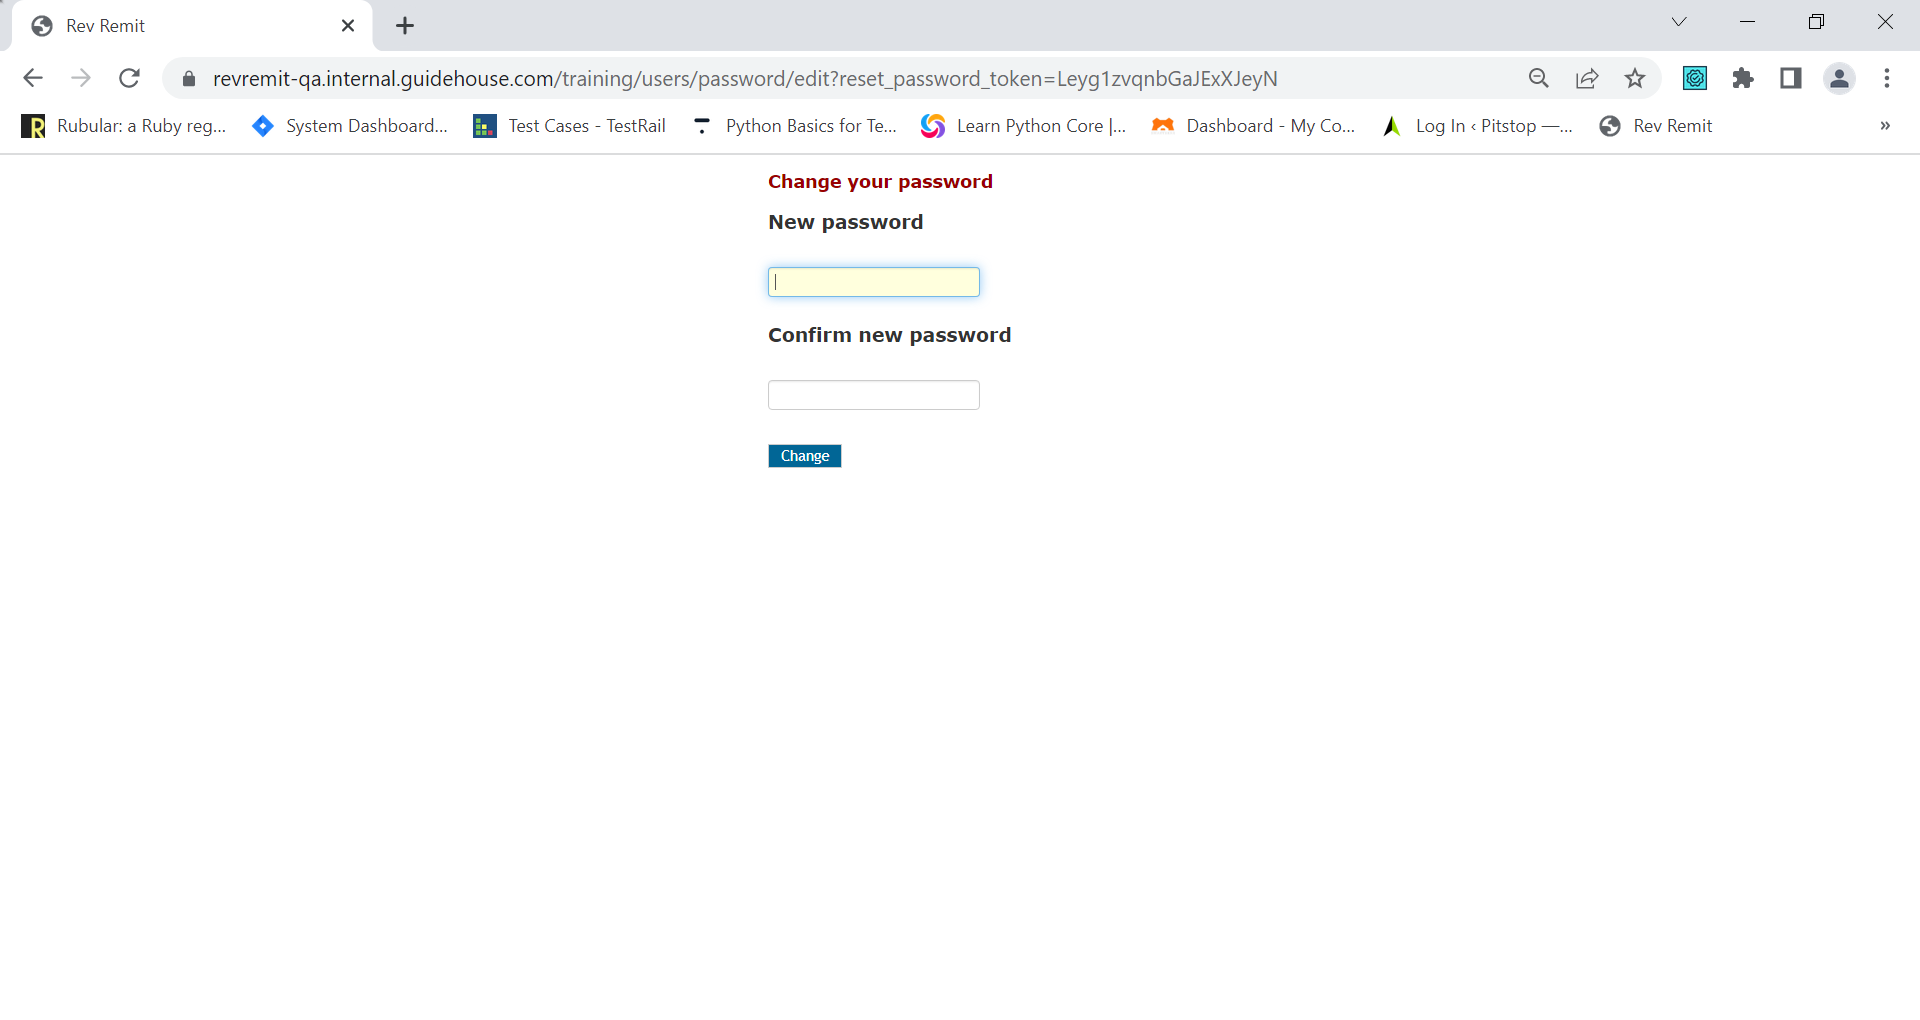 Rev Remit
revremit-qa.internal.guidehouse.com/training/users/password/edit?reset_password_token=Leyg1zvqnbGaJExXJeyN
Rubular: a Ruby reg... System Dashboard... Test Cases - TestRail Python Basics for Te... Learn Python Core |... Dashboard - My Co... Log In ‹ Pitstop —... Rev Remit »
Change your password
New password
Confirm new password
Change